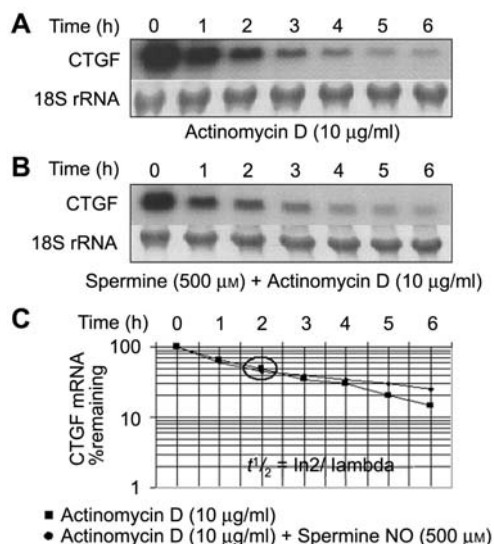 A Time (h) 0 1 2 3 4 5 6
CTGF
18S rRNA
Actinomycin D (10 μg/ml)
B Time (h) 0 1 2 3 4 5 6
CTGF
18S rRNA
Spermine (500 μM) + Actinomycin D (10 μg/ml)
C Time (h) 0 1 2 3 4 5 6
CTGF mRNA
%remaining
100
10
1
t½ = ln2/ lambda
■ Actinomycin D (10 μg/ml)
● Actinomycin D (10 μg/ml) + Spermine NO (500 μM)